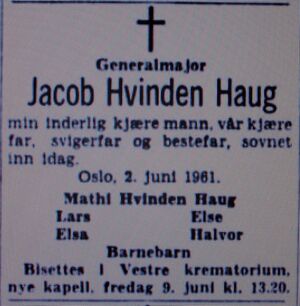 Generalmajor
Jacob Hvinden Haug
min inderlig kjære mann, vår kjære
far, svigerfar og bestefar, sovnet
inn idag.
Oslo, 2. juni 1961.
Mathi Hvinden Haug
Lars Else
Elsa Halvor
Barnebarn
Bisettes i Vestre krematorium,
nye kapell, fredag 9. juni kl. 13.20.